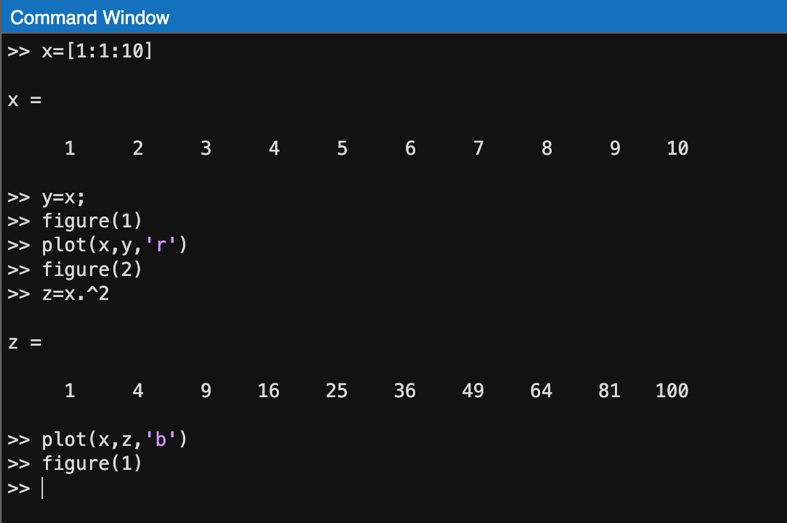 Command Window
>> x=[1:1:10]
x =
1 2 3 4 5 6 7 8 9 10
>> y=x;
>> figure(1)
>> plot(x,y,'r')
>> figure(2)
>> z=x.^2
z =
1 4 9 16 25 36 49 64 81 100
>> plot(x,z,'b')
>> figure(1)
>>